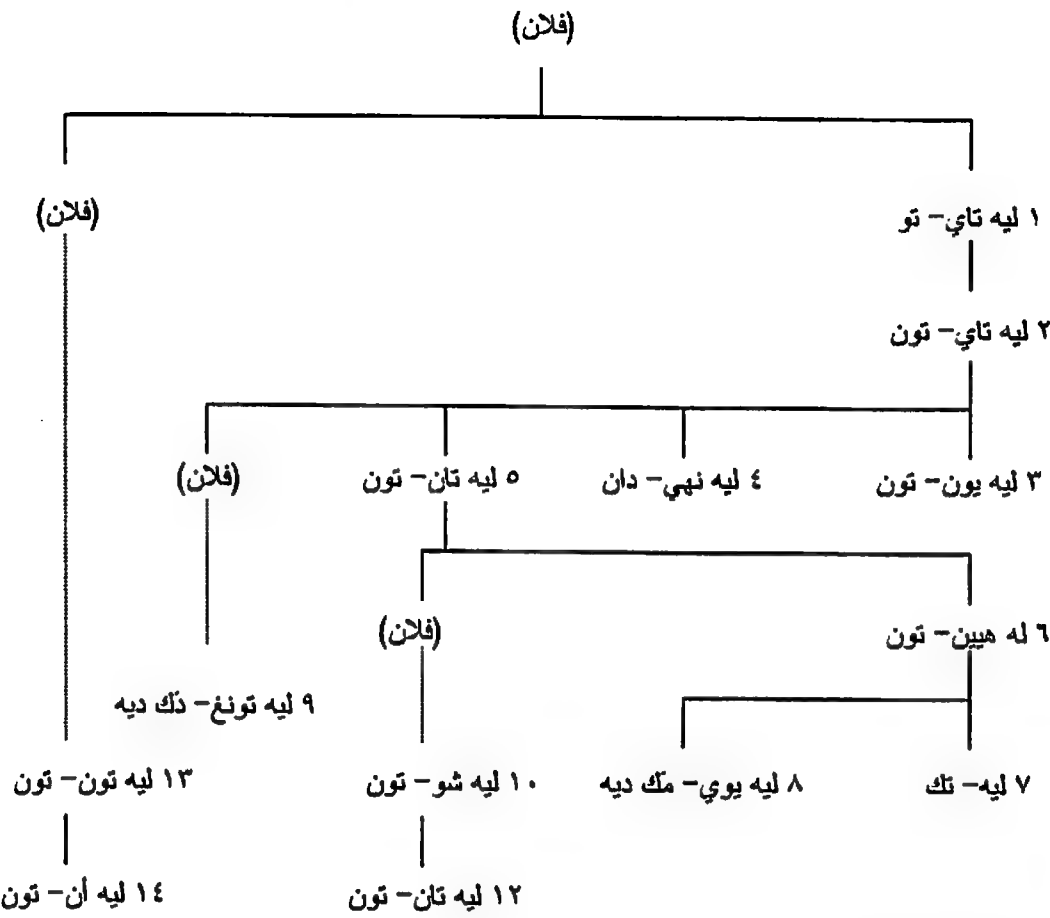 (فلان)
١ ليه تاي- تو
(فلان)
٢ ليه تاي- تون
٣ ليه يون- تون
٤ ليه نهي- دان
٥ ليه تان- تون
(فلان)
٦ له هيين- تون
(فلان)
٩ ليه تونغ- ذك ديه
٧ ليه- تك
٨ ليه يوي- مك ديه
١٠ ليه شو- تون
١٣ ليه تون- تون
١٢ ليه تان- تون
١٤ ليه أن- تون